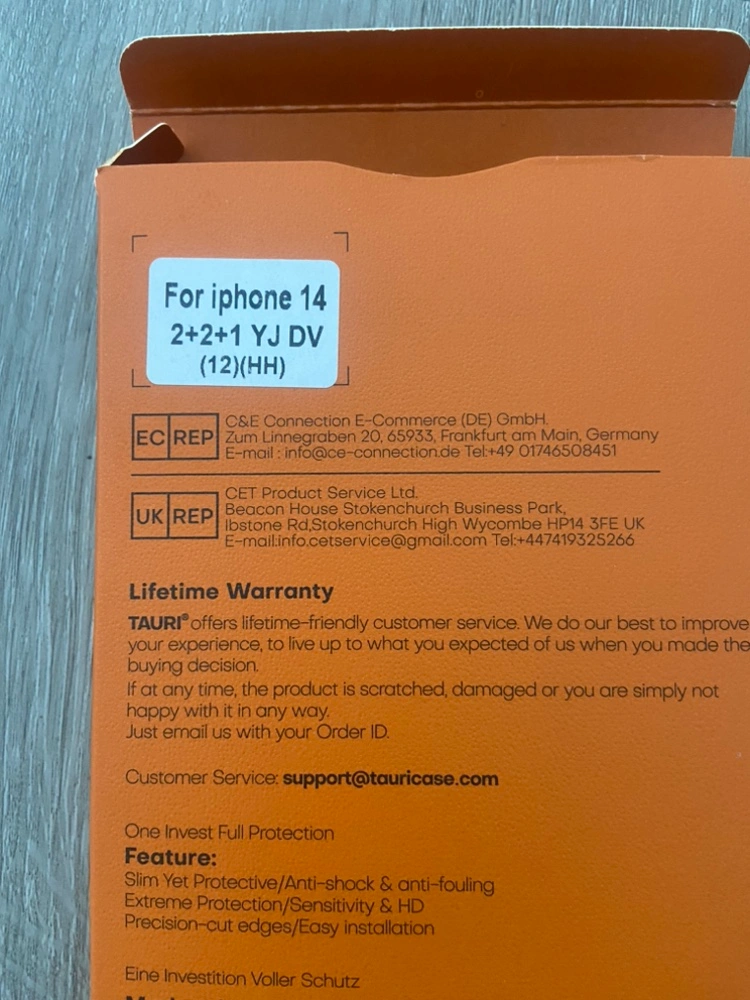 For iphone 14
2+2+1 YJ DV
(12)(HH)
EC REP
C&E Connection E-Commerce (DE) GmbH.
Zum Linnegraben 20, 65933, Frankfurt am Main, Germany
E-mail : info@ce-connection.de Tel:+49 01746508451
UK REP
CET Product Service Ltd.
Beacon House Stokenchurch Business Park,
Ibstone Rd,Stokenchurch High Wycombe HP14 3FE UK
E-mail:info.cetservice@gmail.com Tel:+447419325266
Lifetime Warranty
TAURI® offers lifetime-friendly customer service. We do our best to improve
your experience, to live up to what you expected of us when you made the
buying decision.
If at any time, the product is scratched, damaged or you are simply not
happy with it in any way.
Just email us with your Order ID.
Customer Service: support@tauricase.com
One Invest Full Protection
Feature:
Slim Yet Protective/Anti-shock & anti-fouling
Extreme Protection/Sensitivity & HD
Precision-cut edges/Easy installation
Eine Investition Voller Schutz